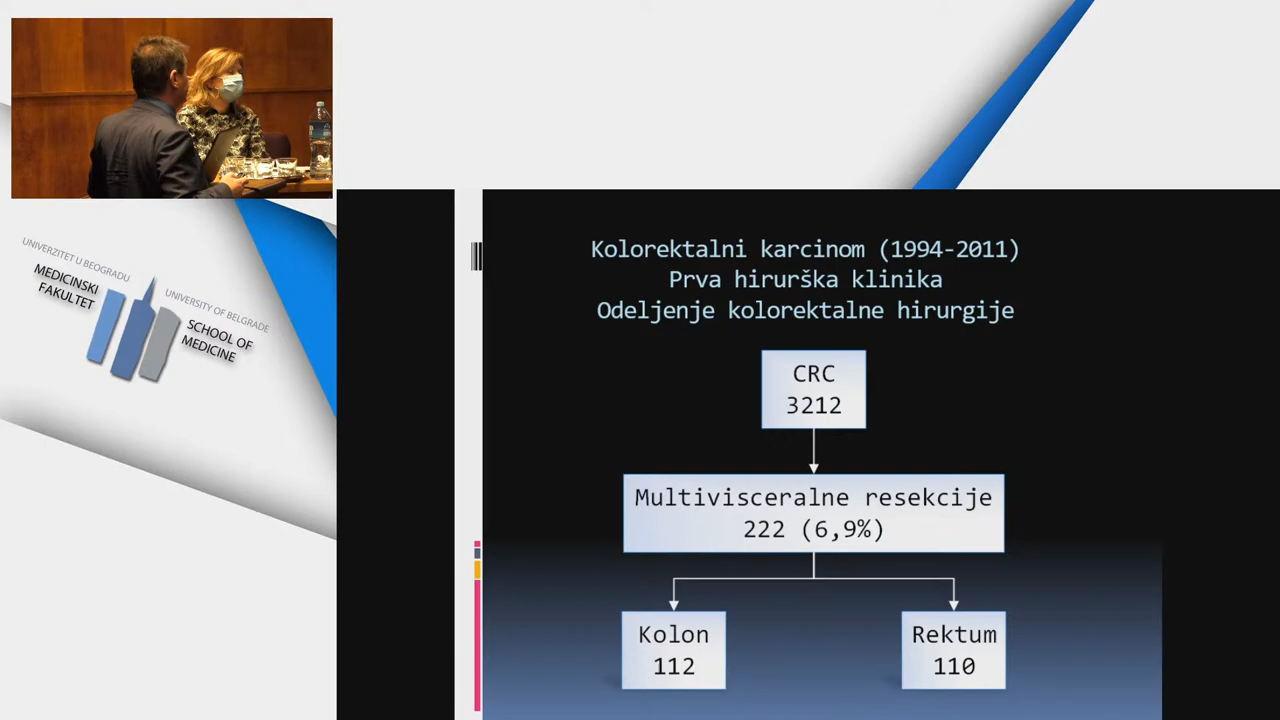 UNIVERZITET U BEOGRADU
MEDICINSKI
FAKULTET
UNIVERSITY OF BELGRADE
SCHOOL OF
MEDICINE
Kolorektalni karcinom (1994-2011)
Prva hirurška klinika
Odeljenje kolorektalne hirurgije
CRC
3212
Multivisceralne resekcije
222 (6,9%)
Kolon
112
Rektum
110